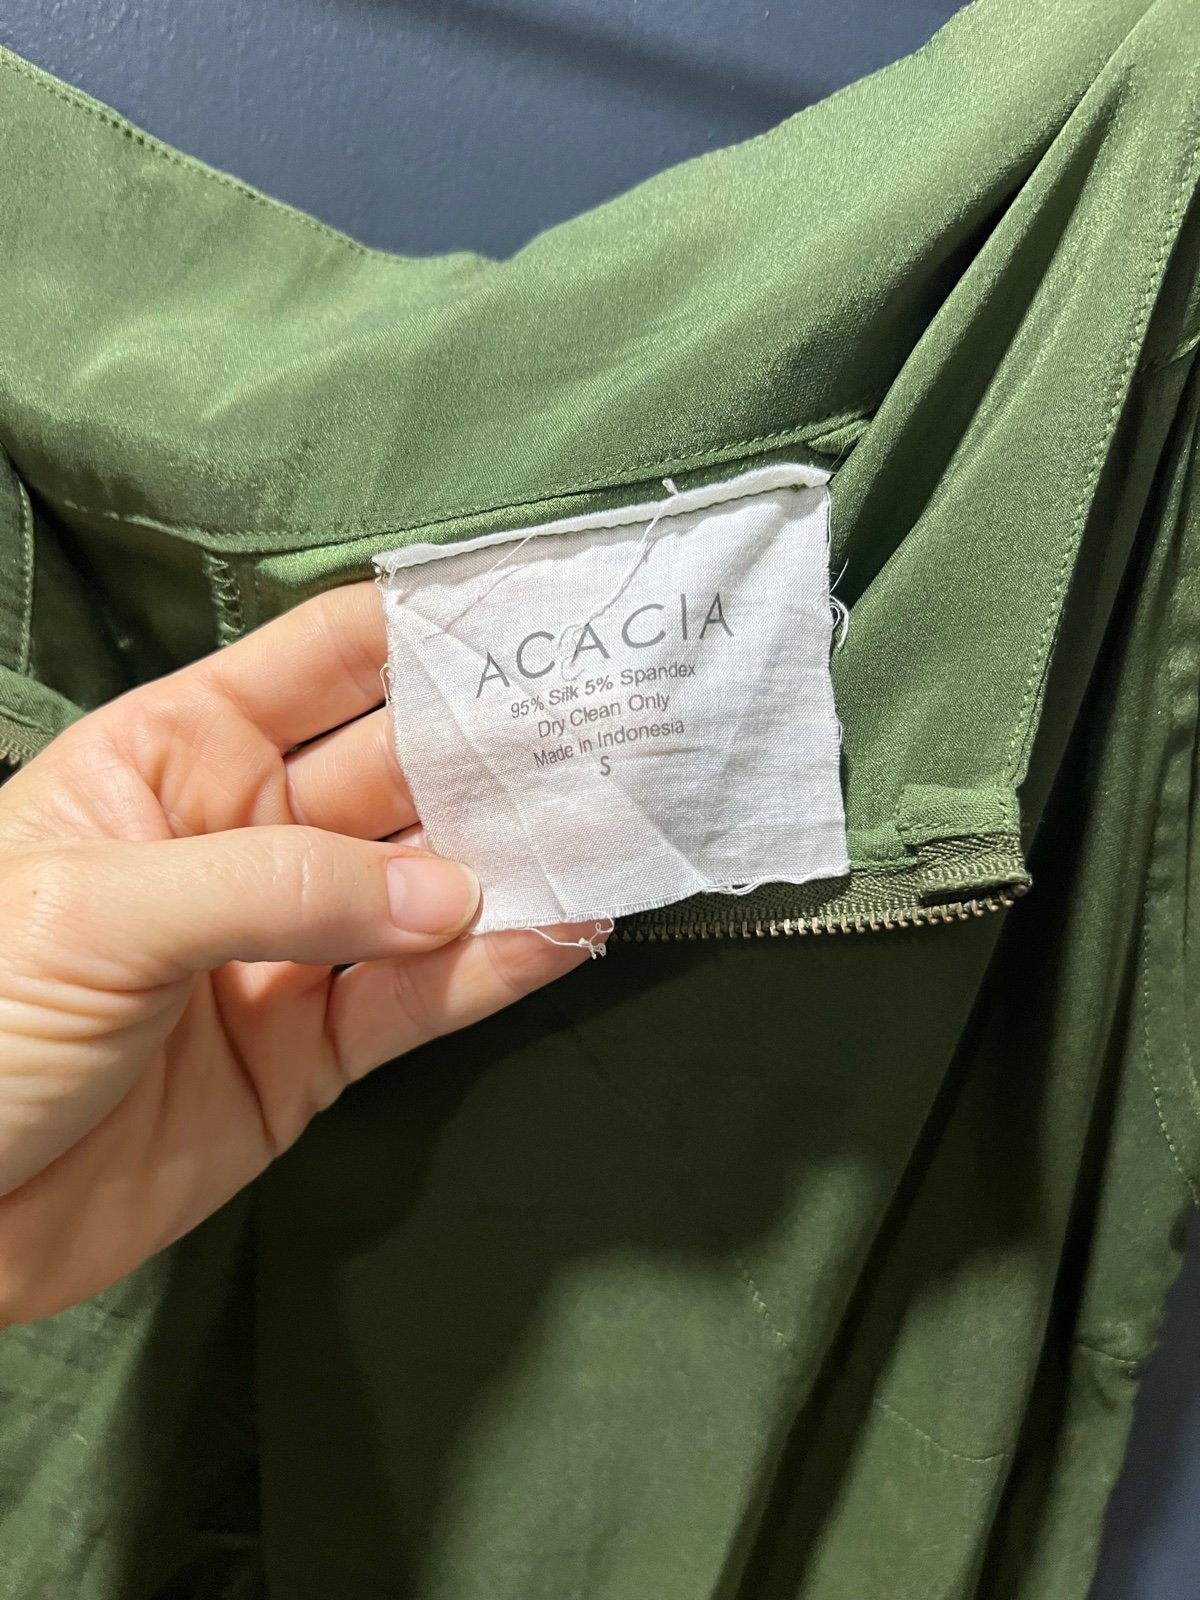 ACACIA
95% Silk 5% Spandex
Dry Clean Only
Made in Indonesia
S